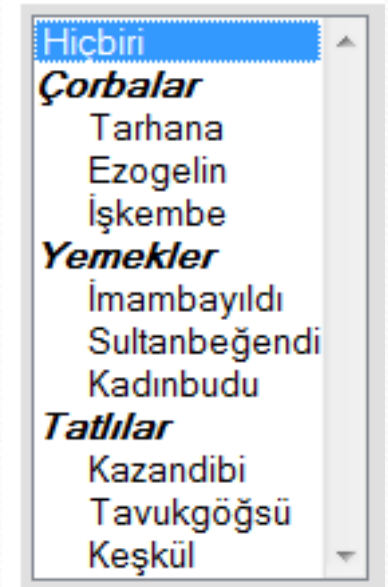 Hiçbiri
Çorbalar
Tarhana
Ezogelin
İşkembe
Yemekler
İmambayıldı
Sultanbeğendi
Kadınbudu
Tatlılar
Kazandibi
Tavukgöğsü
Keşkül